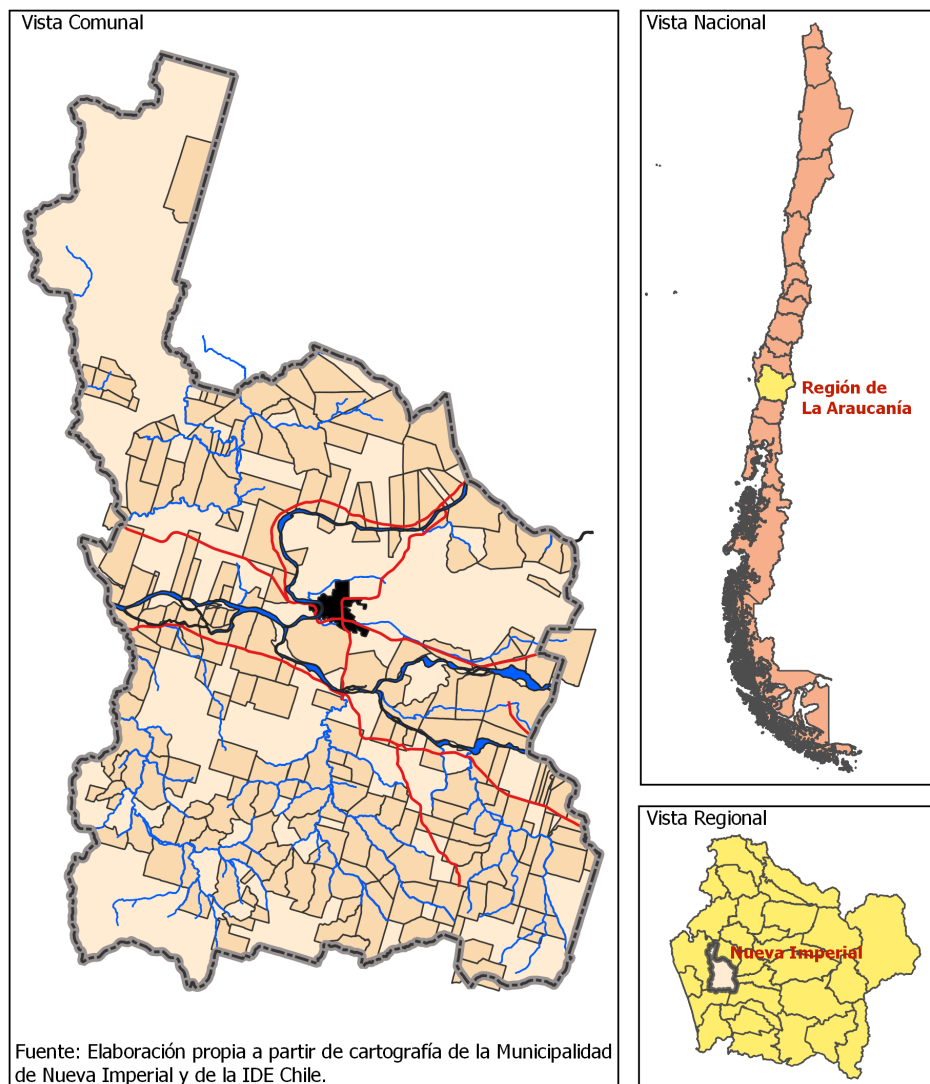 Vista Comunal
Fuente: Elaboración propia a partir de cartografía de la Municipalidad
de Nueva Imperial y de la IDE Chile.
Vista Nacional
Región de
La Araucanía
Vista Regional
Nueva Imperial